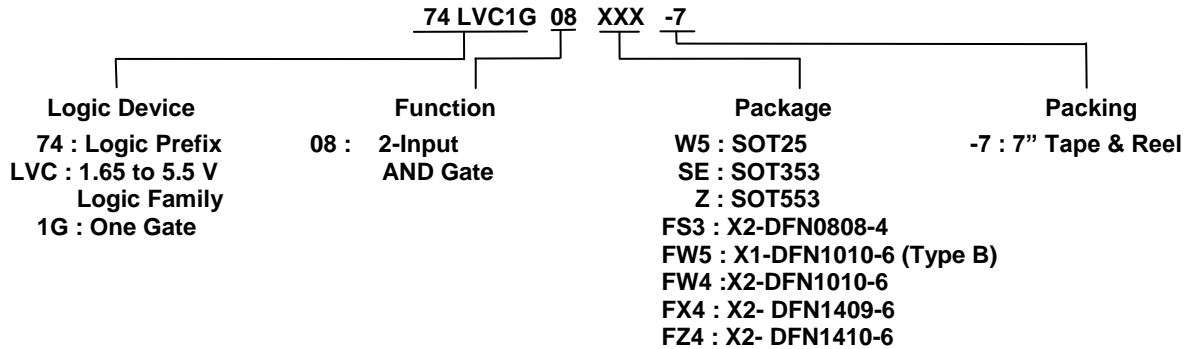 74 LVC1G 08 XXX -7
Logic Device
74 : Logic Prefix
LVC : 1.65 to 5.5 V
Logic Family
1G : One Gate
Function
08 : 2-Input
AND Gate
Package
W5 : SOT25
SE : SOT353
Z : SOT553
FS3 : X2-DFN0808-4
FW5 : X1-DFN1010-6 (Type B)
FW4 :X2-DFN1010-6
FX4 : X2- DFN1409-6
FZ4 : X2- DFN1410-6
Packing
-7 : 7” Tape & Reel